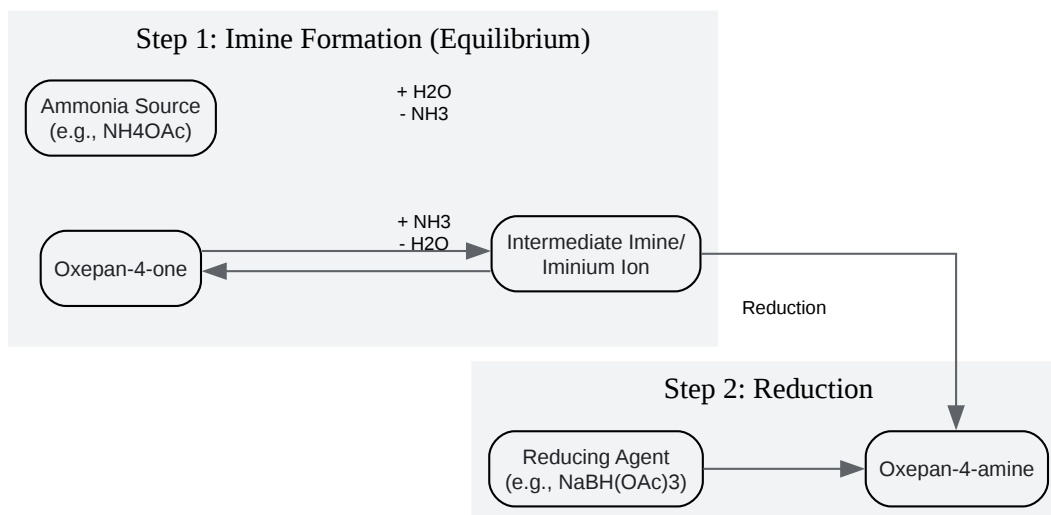 Step 1: Imine Formation (Equilibrium)
Ammonia Source
(e.g., NH4OAc)
+ H2O
- NH3
+ NH3
- H2O
Oxepan-4-one
Intermediate Imine/
Iminium Ion
Reduction
Step 2: Reduction
Reducing Agent
(e.g., NaBH(OAc)3)
Oxepan-4-amine